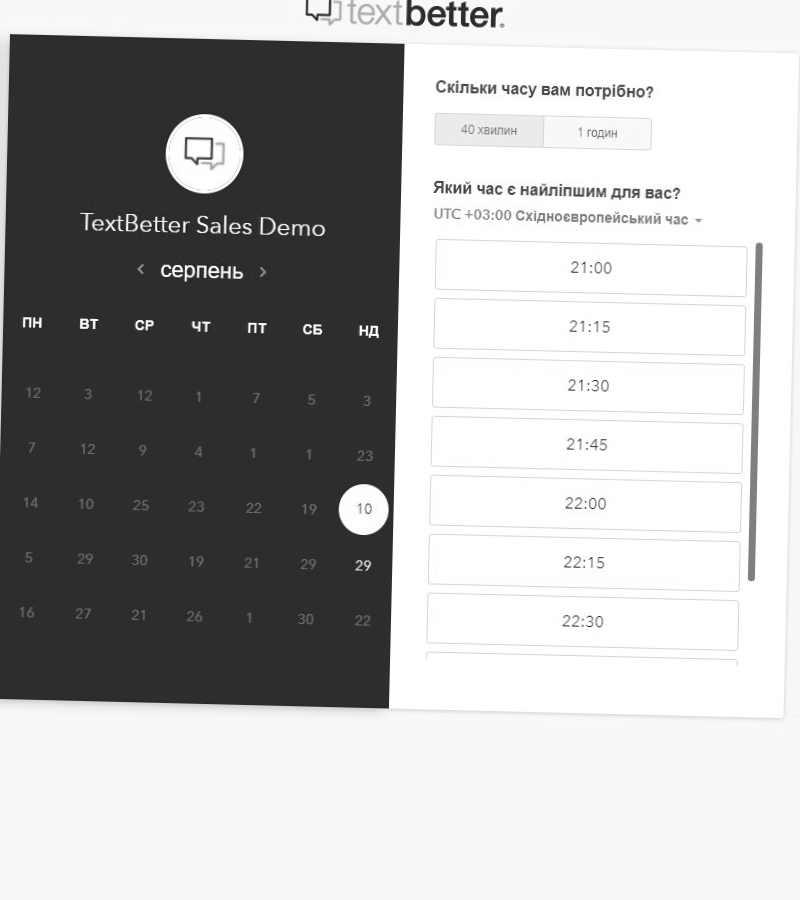 textbetter.
TextBetter Sales Demo
‹ серпень ›
ПН ВТ СР ЧТ ПТ СБ НД
12 3 12 1 7 5 3
7 12 9 4 1 1 23
14 10 25 23 22 19 10
5 29 30 19 21 29 29
16 27 21 26 1 30 22
Скільки часу вам потрібно?
40 хвилин 1 годин
Який час є найліпшим для вас?
UTC +03:00 Східноєвропейський час
21:00
21:15
21:30
21:45
22:00
22:15
22:30